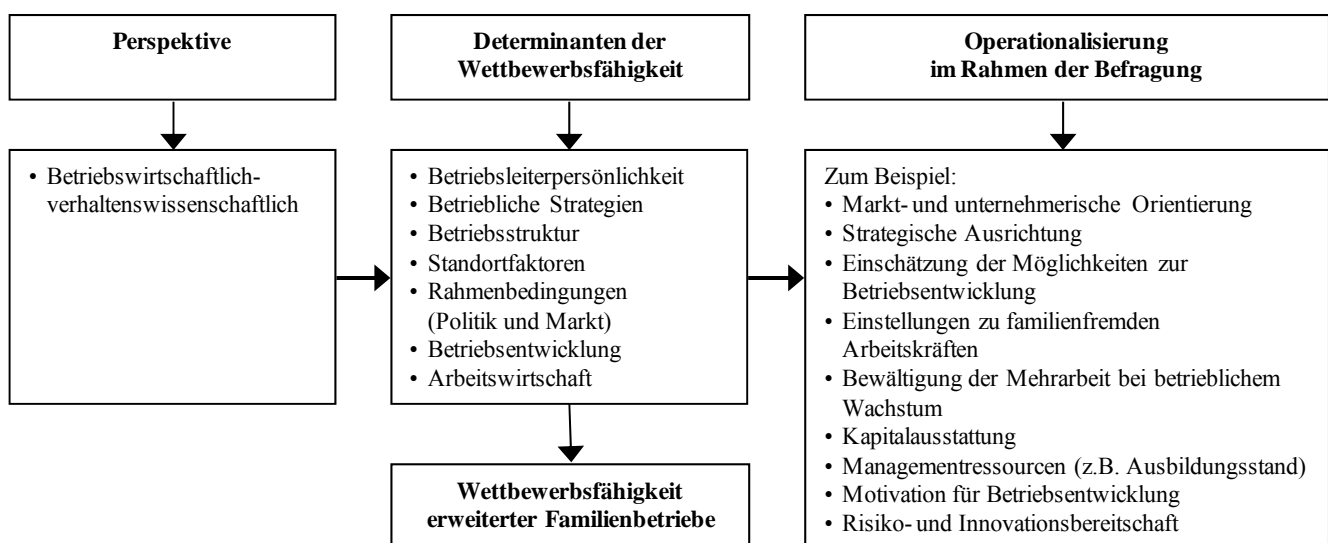 Perspektive
Determinanten der
Wettbewerbsfähigkeit
Operationalisierung
im Rahmen der Befragung
• Betriebswirtschaftlich-
verhaltenswissenschaftlich
• Betriebsleiterpersönlichkeit
• Betriebliche Strategien
• Betriebsstruktur
• Standortfaktoren
• Rahmenbedingungen
(Politik und Markt)
• Betriebsentwicklung
• Arbeitswirtschaft
Wettbewerbsfähigkeit
erweiterter Familienbetriebe
Zum Beispiel:
• Markt- und unternehmerische Orientierung
• Strategische Ausrichtung
• Einschätzung der Möglichkeiten zur
Betriebsentwicklung
• Einstellungen zu familienfremden
Arbeitskräften
• Bewältigung der Mehrarbeit bei betrieblichem
Wachstum
• Kapitalausstattung
• Managementressourcen (z.B. Ausbildungsstand)
• Motivation für Betriebsentwicklung
• Risiko- und Innovationsbereitschaft